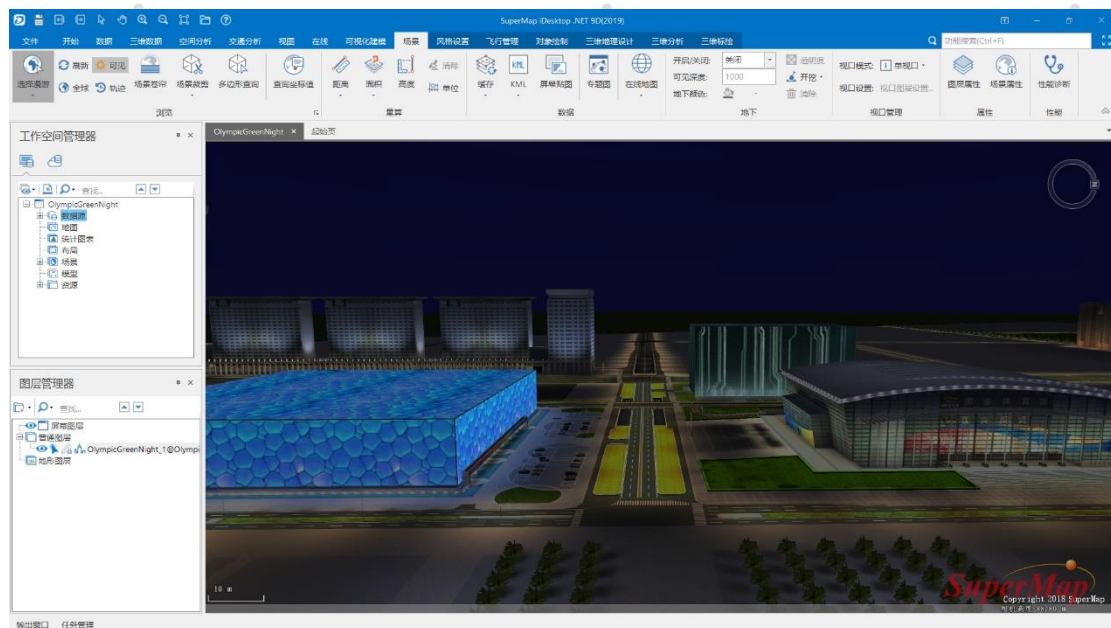 SuperMap iDesktop .NET 9D(2019)
文件 开始 数据 三维数据 空间分析 交通分析 视图 在线 可视化建模 场景 风格设置 飞行管理 对象绘制 三维地理设计 三维分析 三维标绘 功能搜索(Ctrl+F)
选择漫游 刷新 可见 全球 轨迹 场景卷帘 场景裁剪 多边形查询 查询坐标值 距离 面积 高度 清除 单位 缓存 KML 屏幕贴图 专题图 在线地图
开启/关闭: 关闭 透明度
可见深度: 1000 开挖
地下颜色: 清除
视口模式: 1 单视口
视口设置: 视口图层设置...
图层属性 场景属性 性能诊断
浏览 量算 数据 地下 视口管理 属性 性能
工作空间管理器
查找...
OlympicGreenNight
数据源
地图
统计图表
布局
场景
模型
资源
图层管理器
查找...
屏幕图层
普通图层
OlympicGreenNight_1@Olympi
地形图层
OlympicGreenNight × 起始页
10 m
SuperMap
Copyright 2018 SuperMap
输出窗口 任务管理